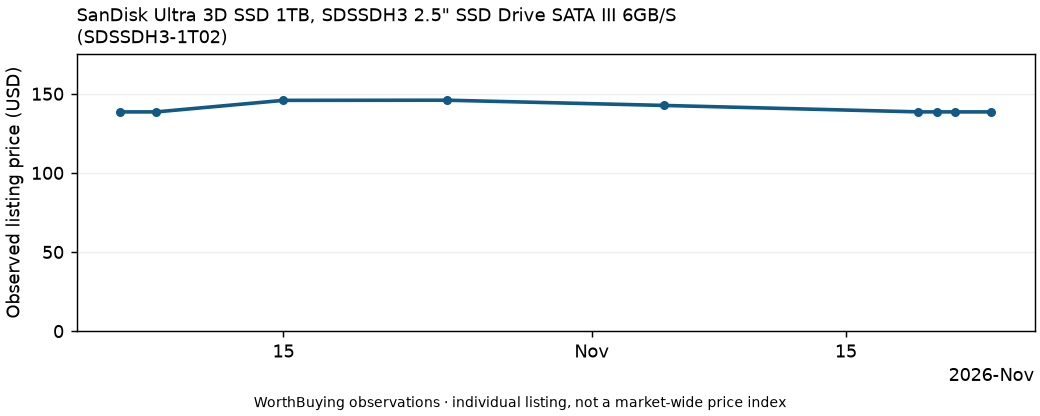 SanDisk Ultra 3D SSD 1TB, SDSSDH3 2.5" SSD Drive SATA III 6GB/S
(SDSSDH3-1T02)
Observed listing price (USD)
150
100
50
0
15
Nov
15
2026-Nov
WorthBuying observations · individual listing, not a market-wide price index